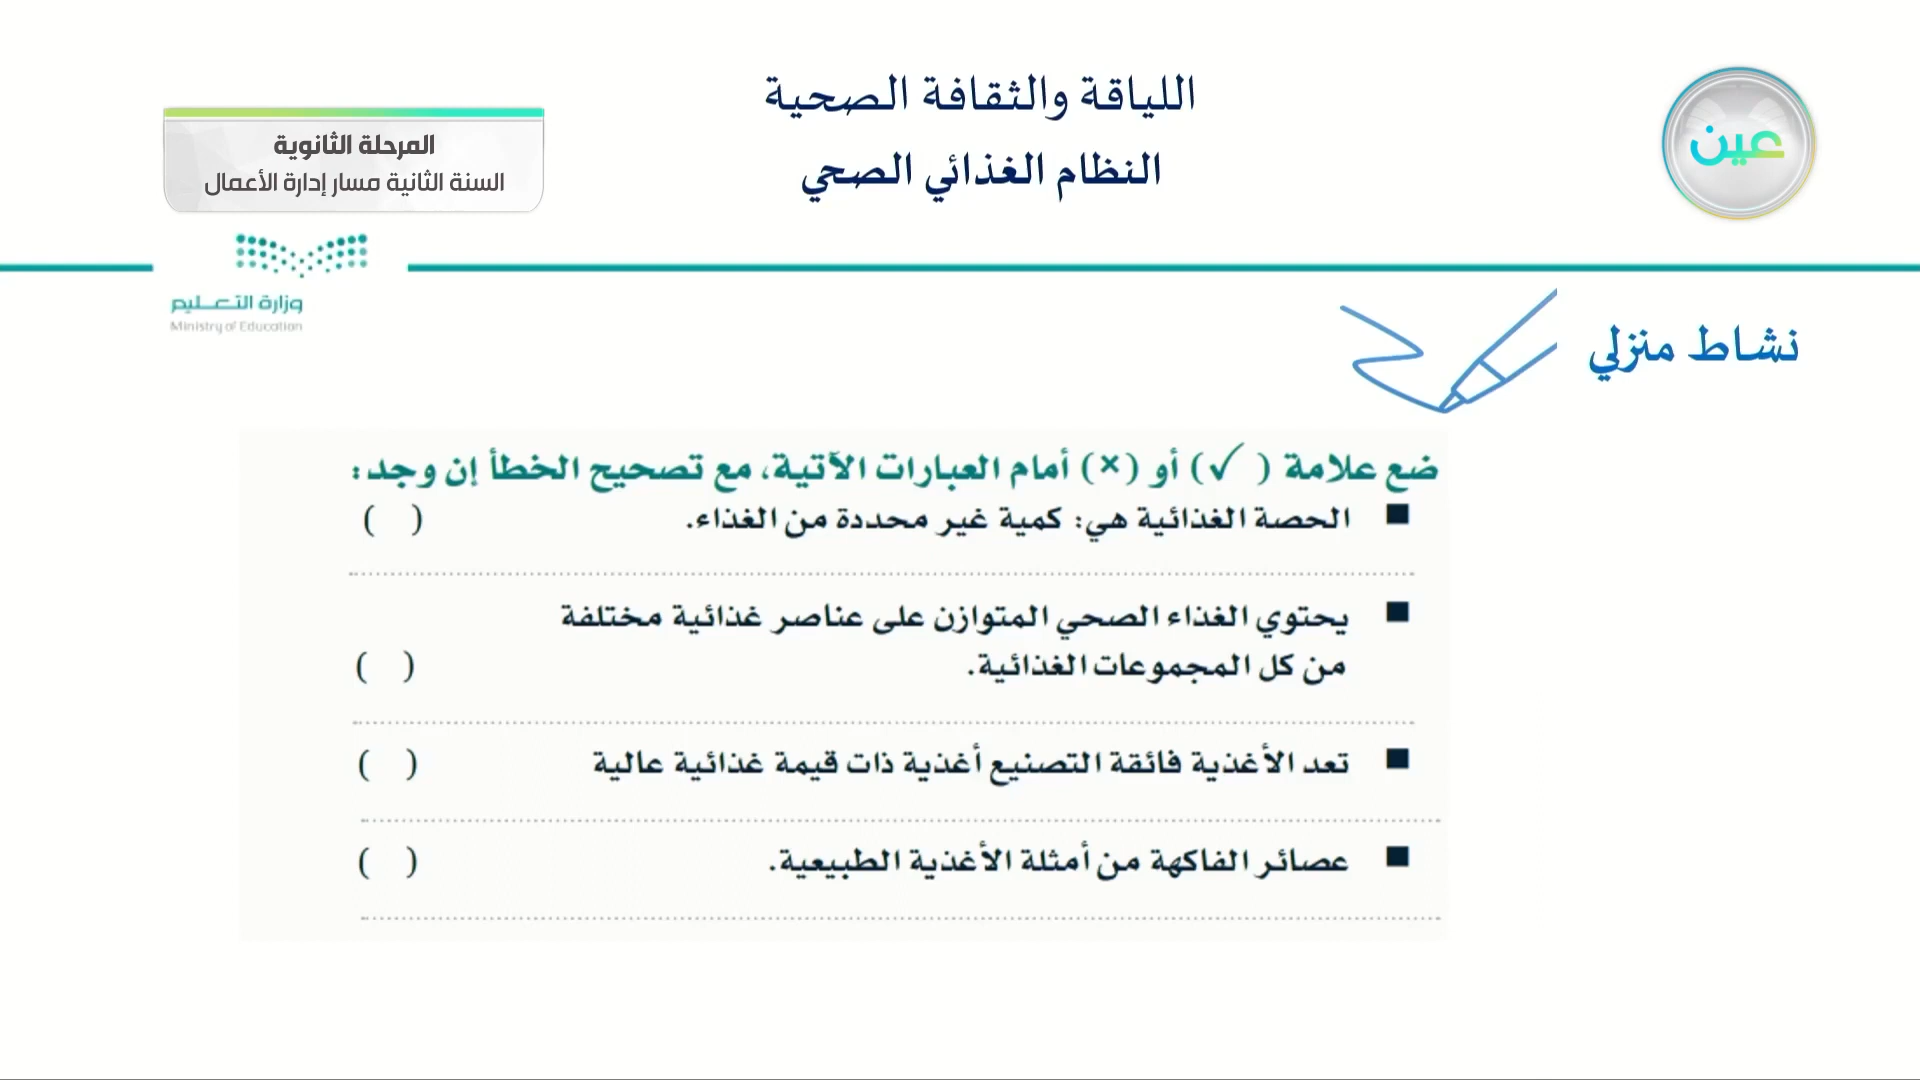 اللياقة والثقافة الصحية
النظام الغذائي الصحي
عين
المرحلة الثانوية
السنة الثانية مسار إدارة الأعمال
وزارة التعليم
Ministry of Education
نشاط منزلي
ضع علامة ( ✓ ) أو (×) أمام العبارات الآتية، مع تصحيح الخطأ إن وجد:
■ الحصة الغذائية هي: كمية غير محددة من الغذاء. ( )
■ يحتوي الغذاء الصحي المتوازن على عناصر غذائية مختلفة
من كل المجموعات الغذائية. ( )
■ تعد الأغذية فائقة التصنيع أغذية ذات قيمة غذائية عالية ( )
■ عصائر الفاكهة من أمثلة الأغذية الطبيعية. ( )